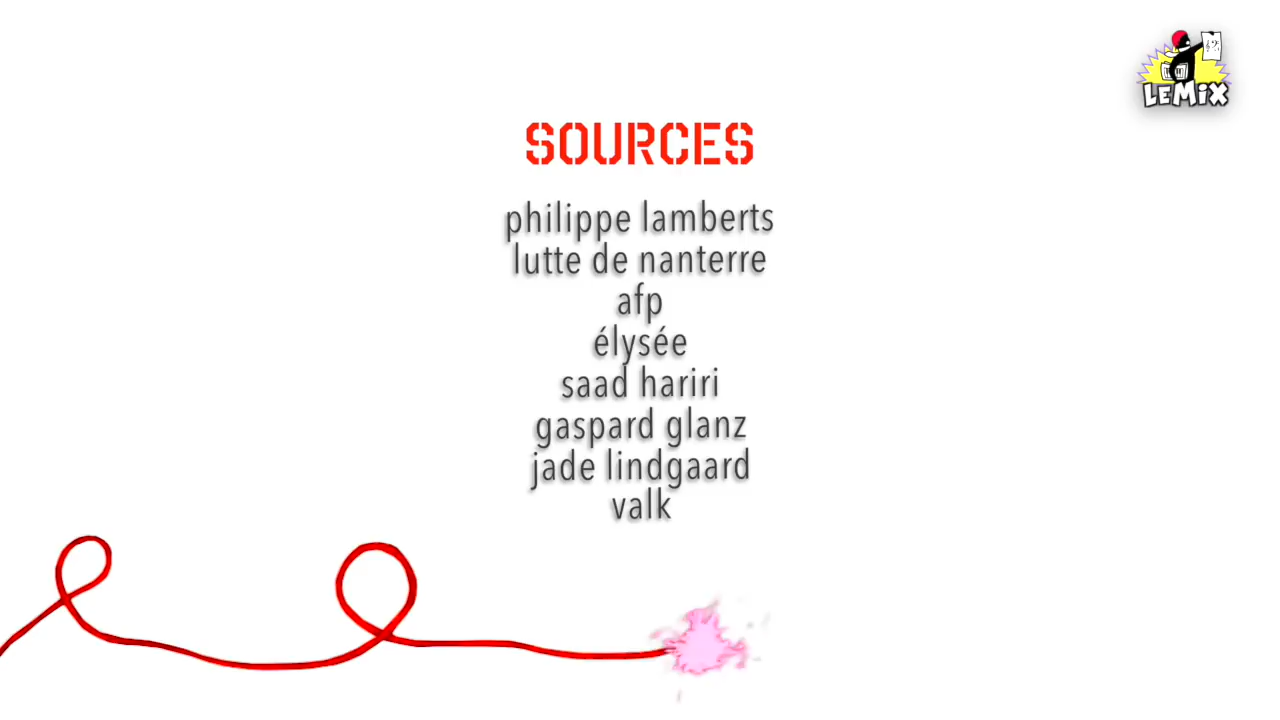 LEMiX
SOURCES
philippe lamberts
lutte de nanterre
afp
élysée
saad hariri
gaspard glanz
jade lindgaard
valk